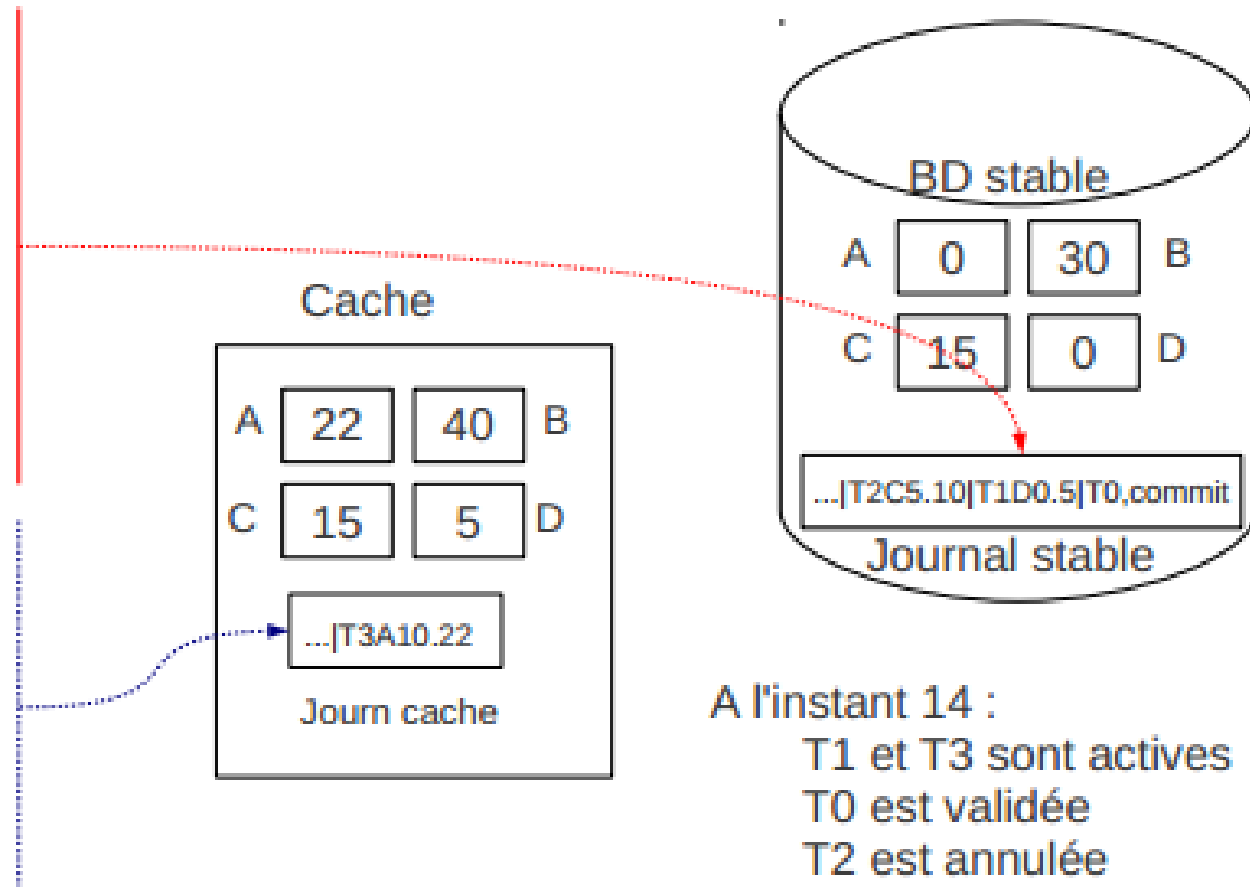 BD stable
A 0 30 B
C 15 0 D
...|T2C5.10|T1D0.5|T0,commit
Journal stable
Cache
A 22 40 B
C 15 5 D
...|T3A10.22
Journ cache
A l'instant 14 :
T1 et T3 sont actives
T0 est validée
T2 est annulée